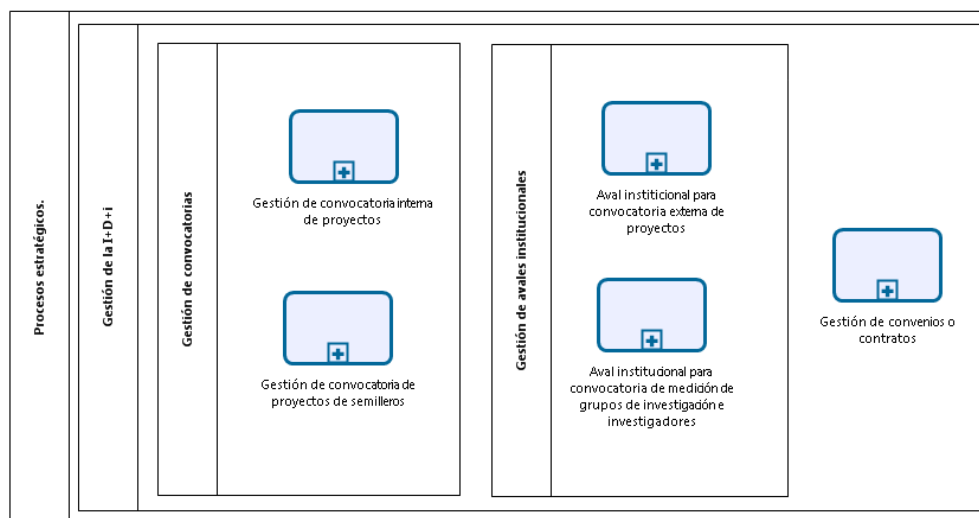 Procesos estratégicos.
Gestión de la I+D+i
Gestión de convocatorias
Gestión de convocatoria interna
de proyectos
Gestión de convocatoria de
proyectos de semilleros
Gestión de avales institucionales
Aval institicional para
convocatoria externa de
proyectos
Aval institucional para
convocatoria de medición de
grupos de investigación e
investigadores
Gestión de convenios o
contratos